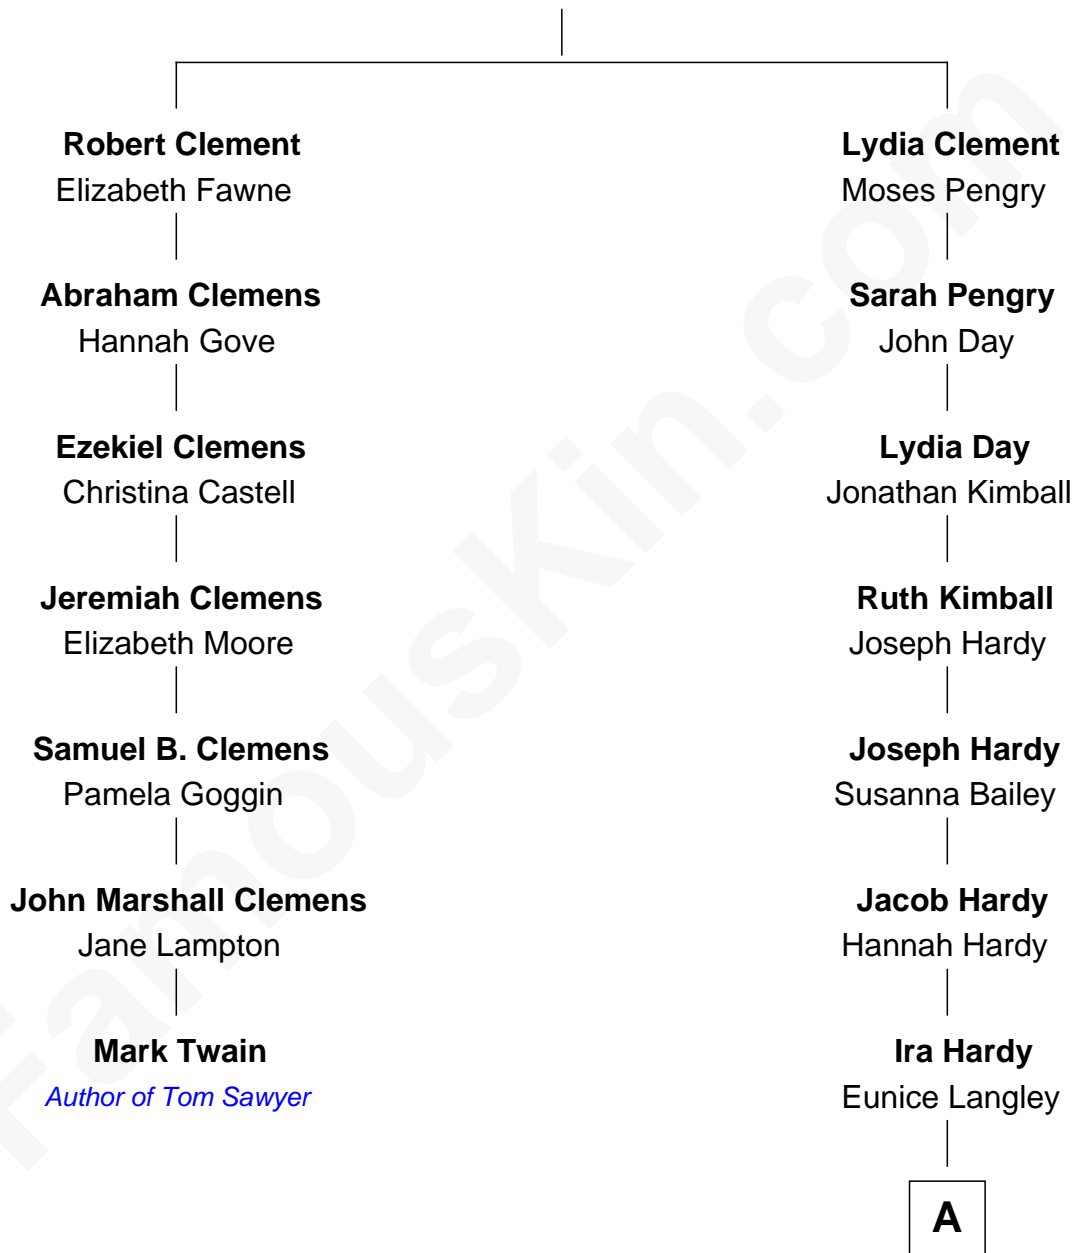 Robert Clement
Elizabeth Fawne
Abraham Clemens
Hannah Gove
Ezekiel Clemens
Christina Castell
Jeremiah Clemens
Elizabeth Moore
Samuel B. Clemens
Pamela Goggin
John Marshall Clemens
Jane Lampton
Mark Twain
Author of Tom Sawyer
Lydia Clement
Moses Pengry
Sarah Pengry
John Day
Lydia Day
Jonathan Kimball
Ruth Kimball
Joseph Hardy
Joseph Hardy
Susanna Bailey
Jacob Hardy
Hannah Hardy
Ira Hardy
Eunice Langley
A
FamousKin.com